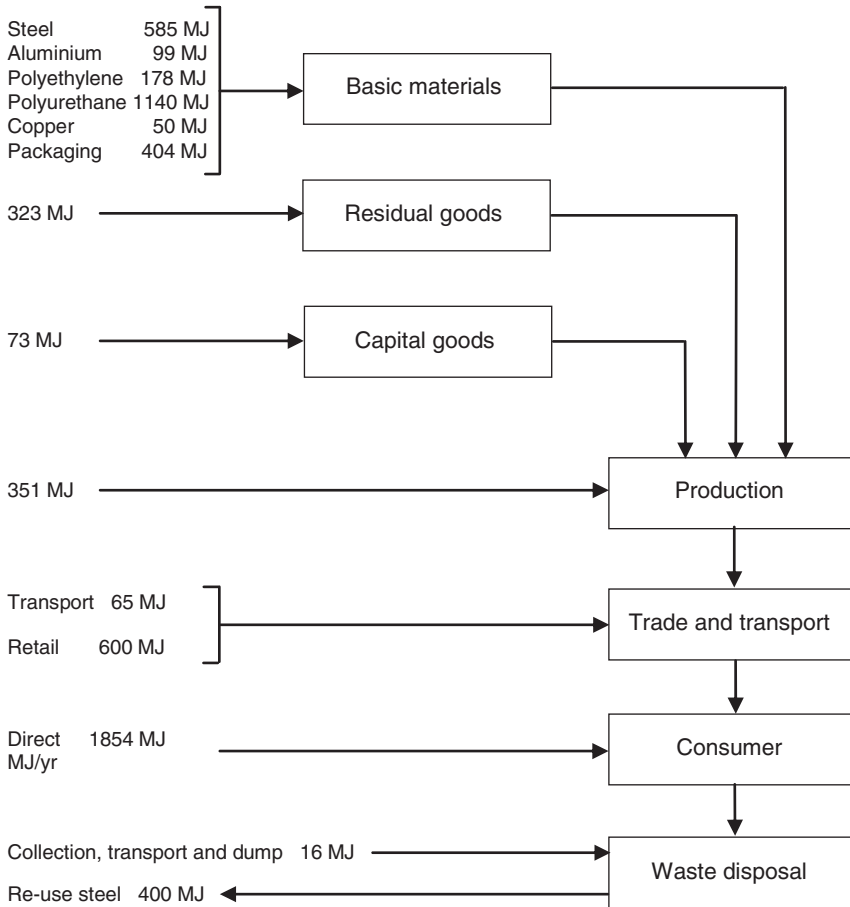 Steel 585 MJ
Aluminium 99 MJ
Polyethylene 178 MJ
Polyurethane 1140 MJ
Copper 50 MJ
Packaging 404 MJ
Basic materials
323 MJ
Residual goods
73 MJ
Capital goods
351 MJ
Production
Transport 65 MJ
Retail 600 MJ
Trade and transport
Direct 1854 MJ
MJ/yr
Consumer
Collection, transport and dump 16 MJ
Re-use steel 400 MJ
Waste disposal